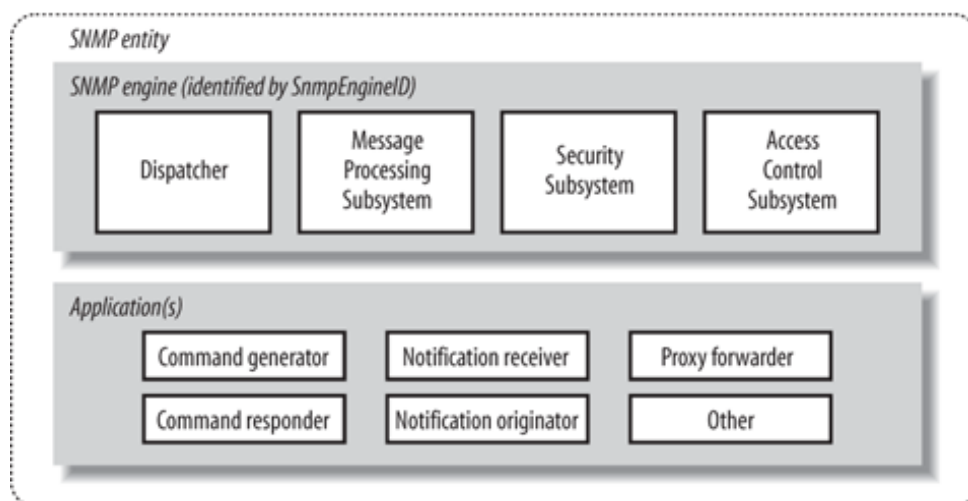 SNMP entity
SNMP engine (identified by SnmpEngineID)
Dispatcher
Message
Processing
Subsystem
Security
Subsystem
Access
Control
Subsystem
Application(s)
Command generator
Notification receiver
Proxy forwarder
Command responder
Notification originator
Other